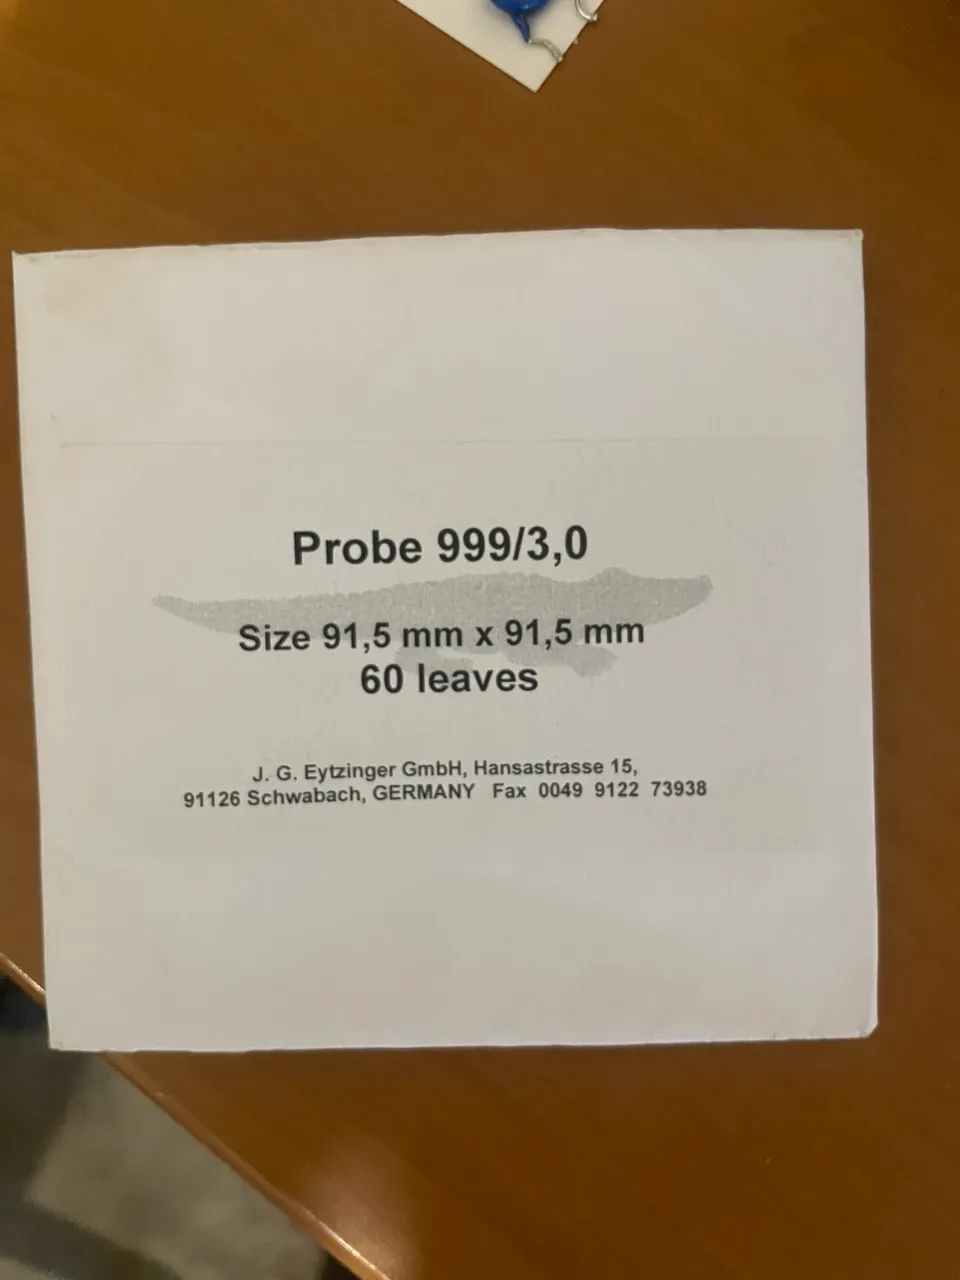 Probe 999/3,0
Size 91,5 mm x 91,5 mm
60 leaves
J. G. Eytzinger GmbH, Hansastrasse 15,
91126 Schwabach, GERMANY Fax 0049 9122 73938